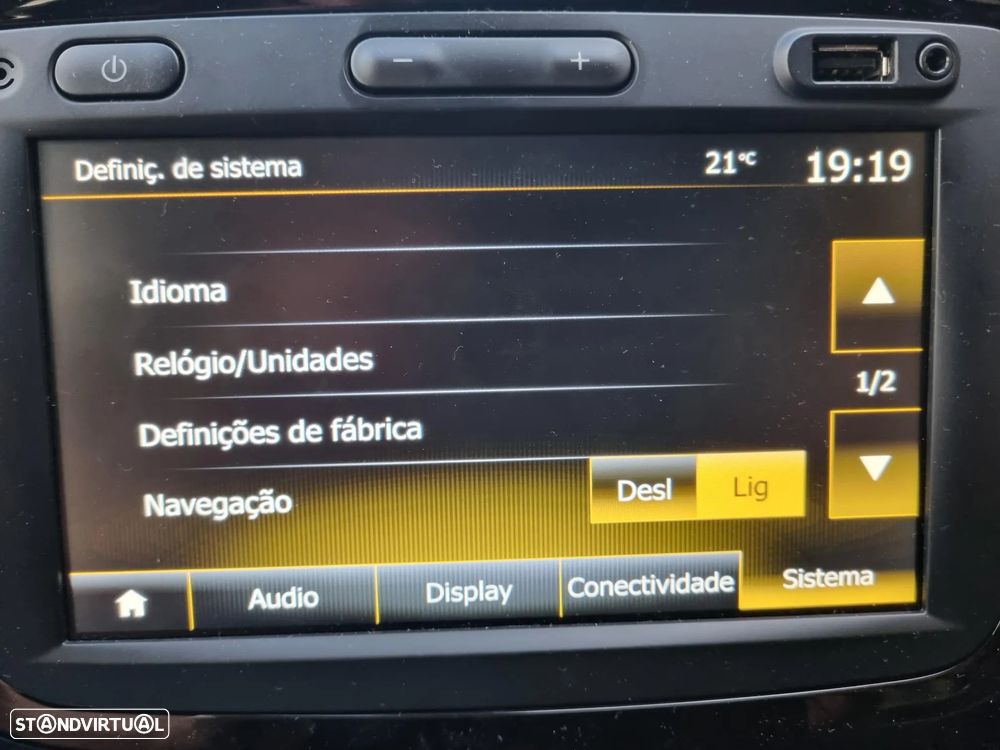 Definiç. de sistema 21°C 19:19
Idioma
Relógio/Unidades
1/2
Definições de fábrica
Navegação Desl Lig
Audio Display Conectividade Sistema
STANDVIRTUAL